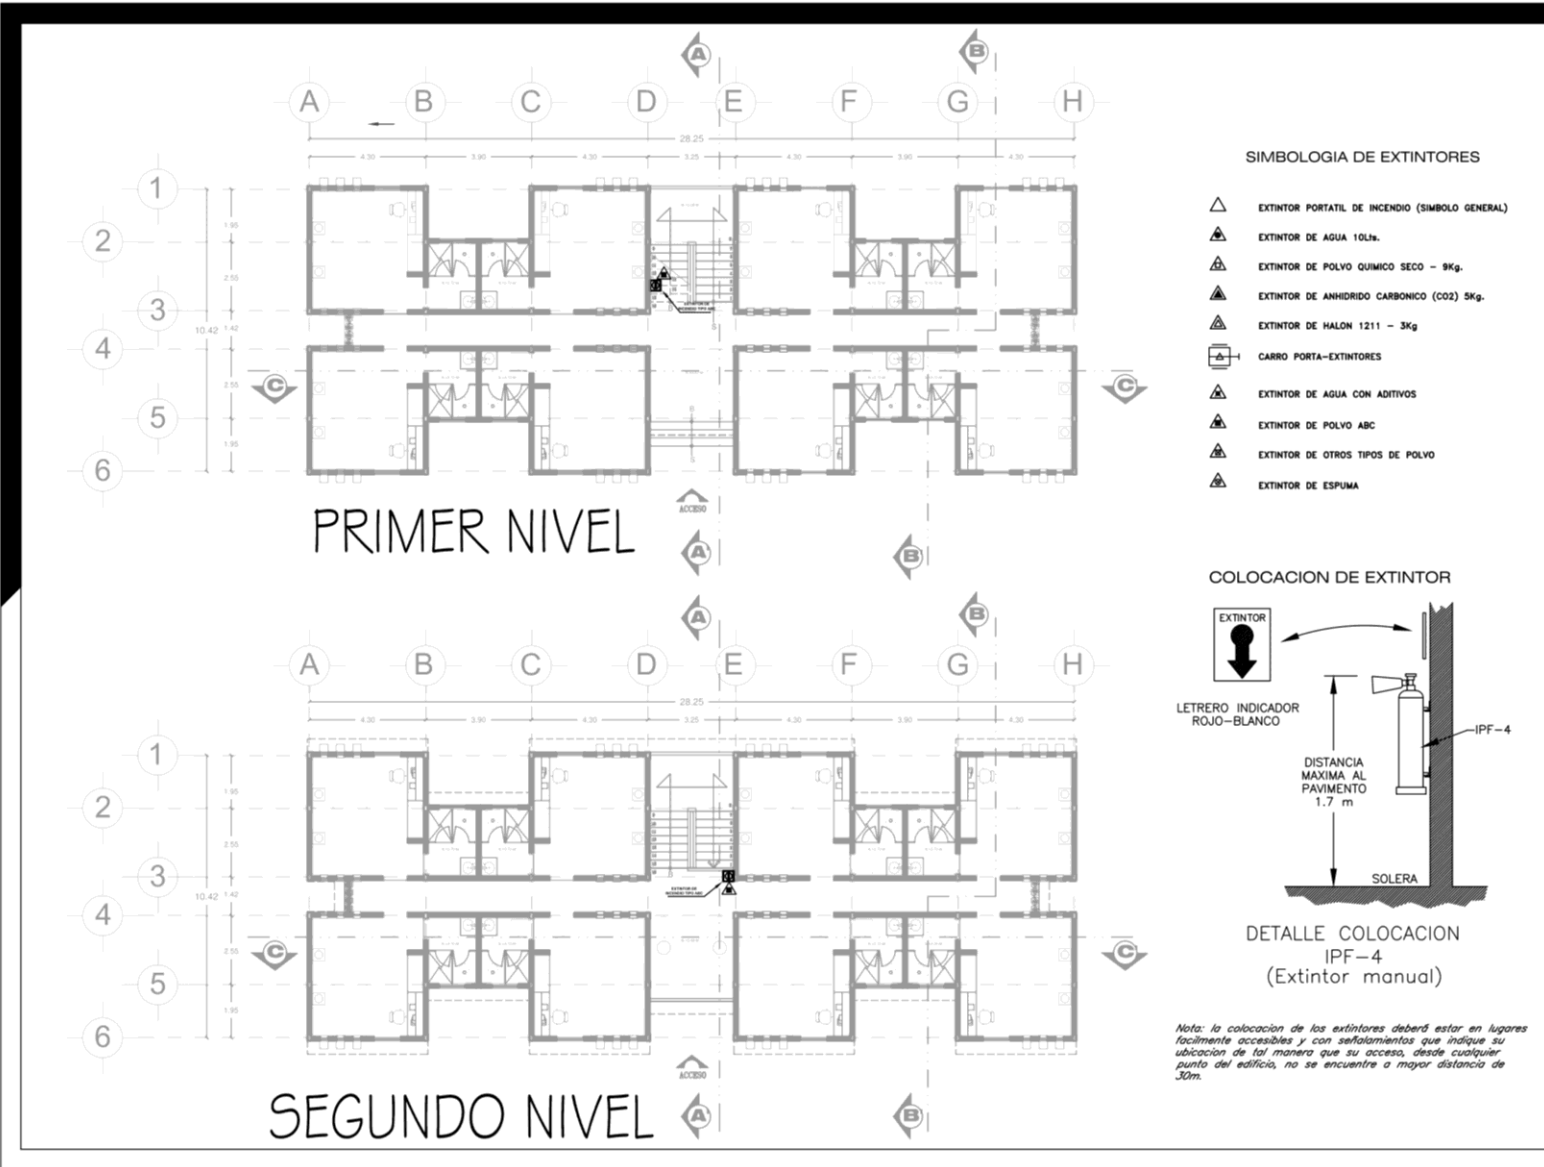 A
B
A B C D E F G H
28.25
4.30 3.90 4.30 3.25 4.30 3.90 4.30
1
2
3
4
5
6
1.95
2.55
10.42
1.42
2.55
1.95
C
C
ACCESO
PRIMER NIVEL
A'
B'
A
B
A B C D E F G H
28.25
4.30 3.90 4.30 3.25 4.30 3.90 4.30
1
2
3
4
5
6
1.95
2.55
10.42
1.42
2.55
1.95
EXTINTOR DE
C
C
ACCESO
SEGUNDO NIVEL
A'
B'
SIMBOLOGIA DE EXTINTORES
EXTINTOR PORTATIL DE INCENDIO (SIMBOLO GENERAL)
EXTINTOR DE AGUA 10Lts.
EXTINTOR DE POLVO QUIMICO SECO - 9Kg.
EXTINTOR DE ANHIDRIDO CARBONICO (CO2) 5Kg.
EXTINTOR DE HALON 1211 - 3Kg
CARRO PORTA-EXTINTORES
EXTINTOR DE AGUA CON ADITIVOS
EXTINTOR DE POLVO ABC
EXTINTOR DE OTROS TIPOS DE POLVO
EXTINTOR DE ESPUMA
COLOCACION DE EXTINTOR
EXTINTOR
LETRERO INDICADOR
ROJO-BLANCO
IPF-4
DISTANCIA
MAXIMA AL
PAVIMENTO
1.7 m
SOLERA
DETALLE COLOCACION
IPF-4
(Extintor manual)
Nota: la colocacion de los extintores deberá estar en lugares
facilmente accesibles y con señalamientos que indique su
ubicacion de tal manera que su acceso, desde cualquier
punto del edificio, no se encuentre a mayor distancia de
30m.